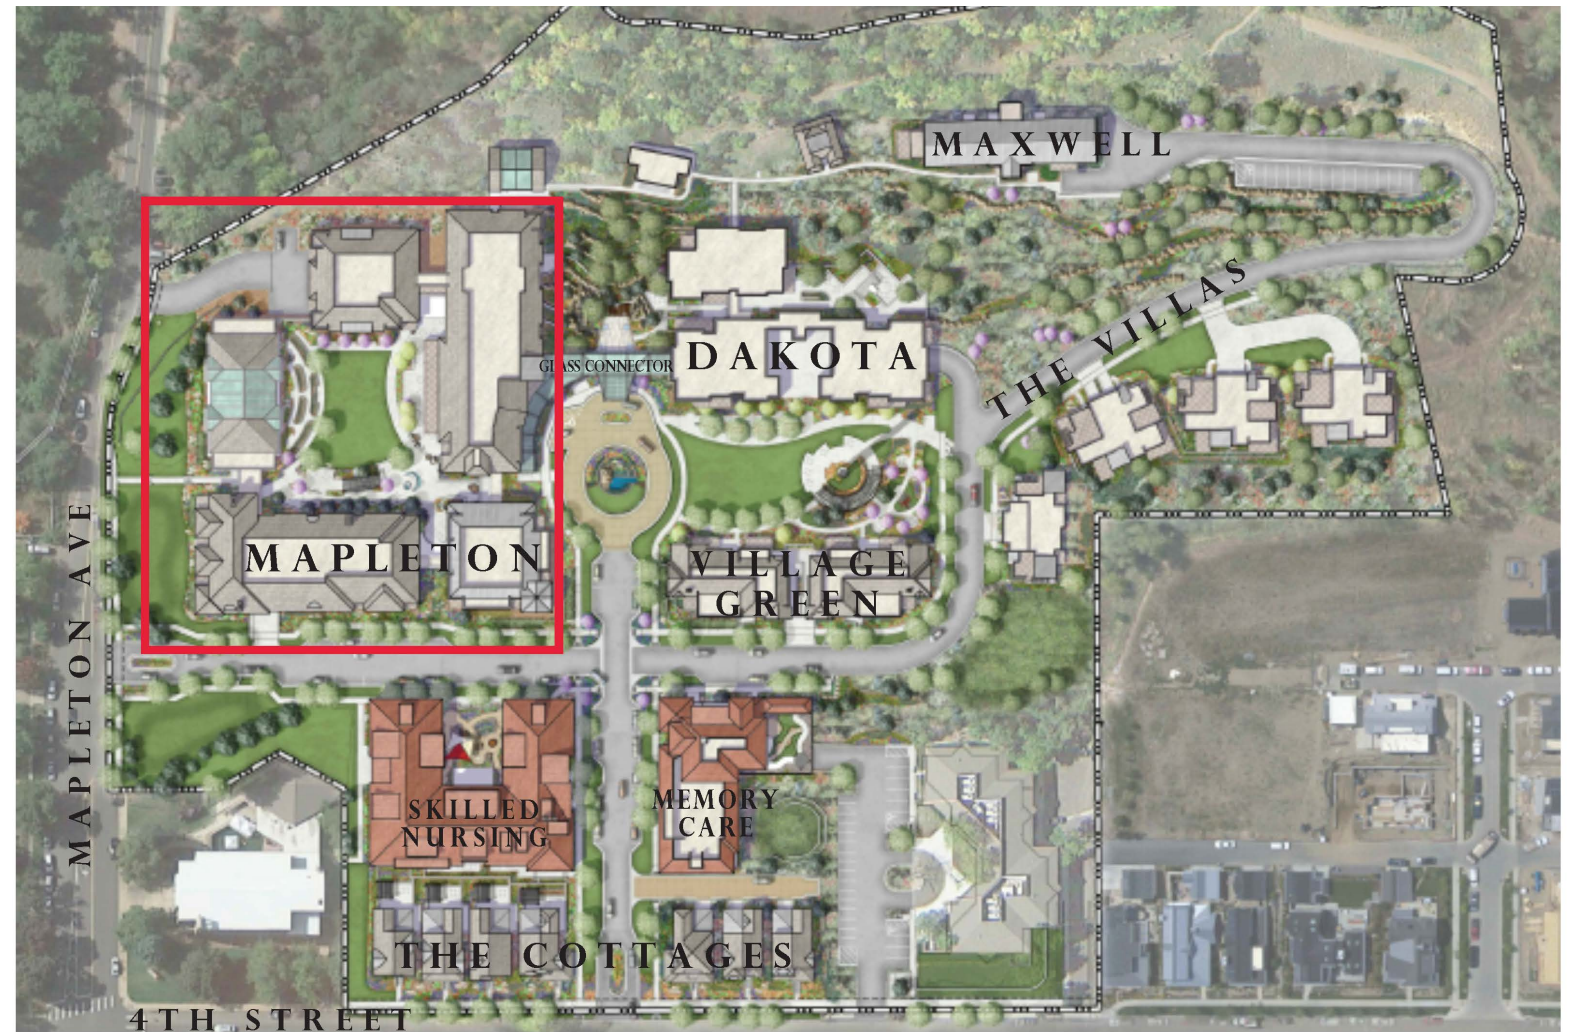 MAXWELL
THE VILLAS
GLASS CONNECTOR
DAKOTA
MAPLETON
VILLAGE
GREEN
MAPLETON AVE
SKILLED
NURSING
MEMORY
CARE
THE COTTAGES
4TH STREET